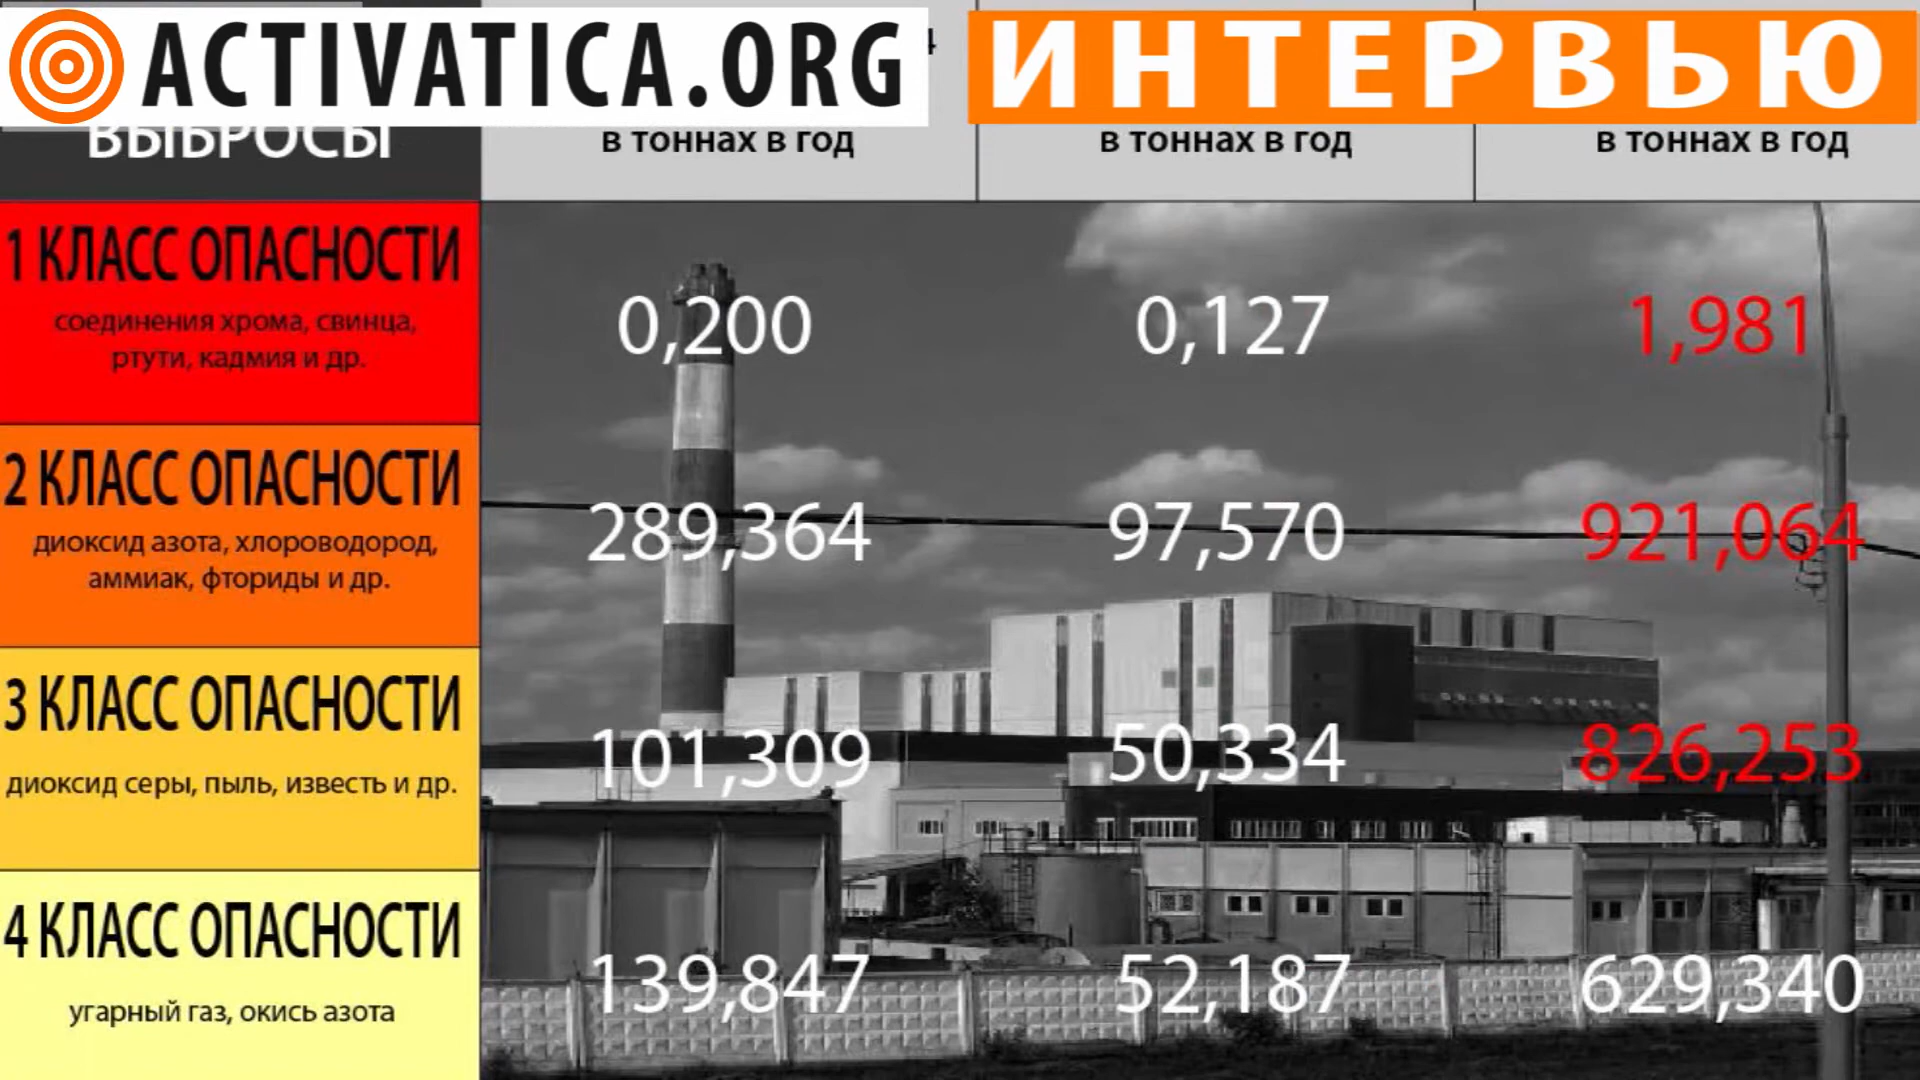 ACTIVATICA.ORG
ИНТЕРВЬЮ
4
ВЫБРОСЫ
в тоннах в год
в тоннах в год
в тоннах в год
1 КЛАСС ОПАСНОСТИ
соединения хрома, свинца,
ртути, кадмия и др.
0,200
0,127
1,981
2 КЛАСС ОПАСНОСТИ
диоксид азота, хлороводород,
аммиак, фториды и др.
289,364
97,570
921,064
3 КЛАСС ОПАСНОСТИ
диоксид серы, пыль, известь и др.
101,309
50,334
826,253
4 КЛАСС ОПАСНОСТИ
угарный газ, окись азота
139,847
52,187
629,340